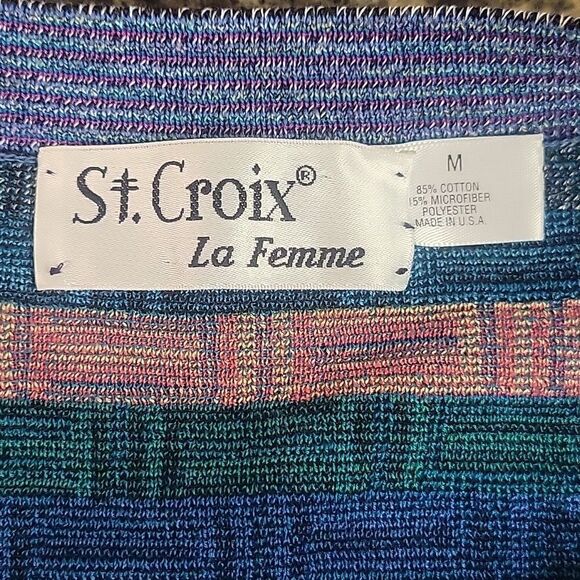 St. Croix®
La Femme
M
85% COTTON
15% MICROFIBER
POLYESTER
MADE IN U.S.A.